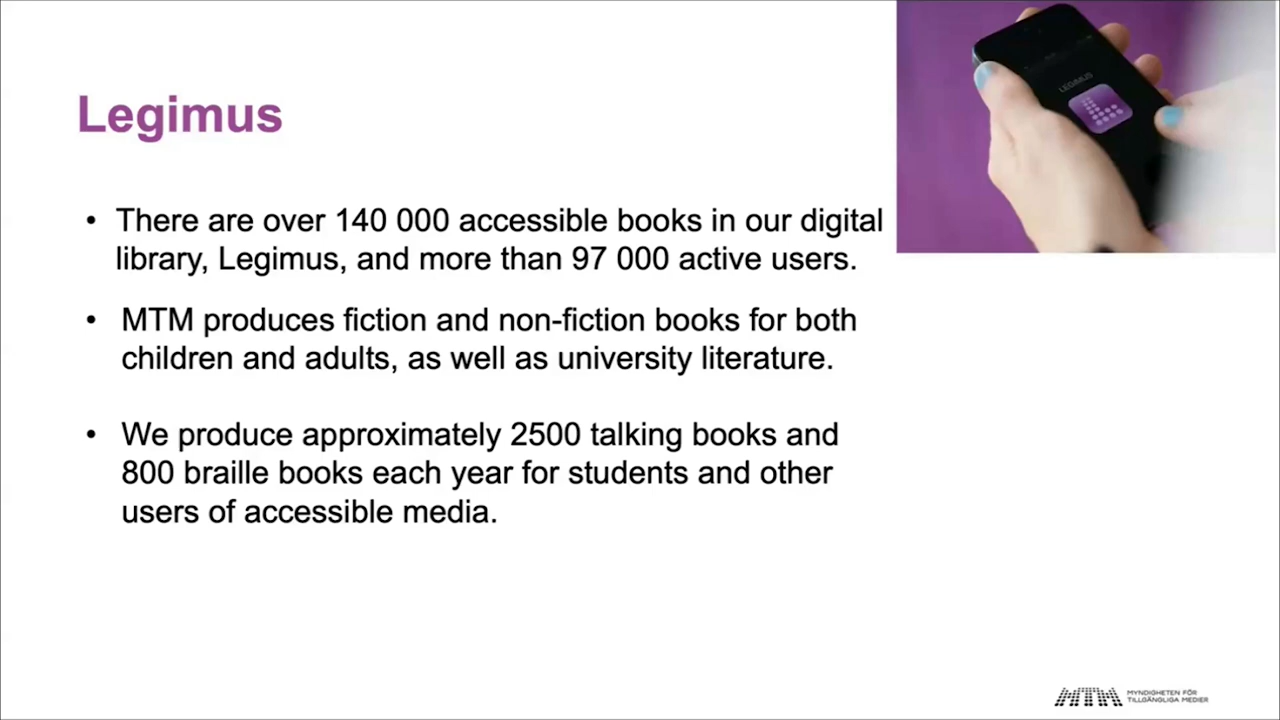 Legimus
• There are over 140 000 accessible books in our digital
library, Legimus, and more than 97 000 active users.
• MTM produces fiction and non-fiction books for both
children and adults, as well as university literature.
• We produce approximately 2500 talking books and
800 braille books each year for students and other
users of accessible media.
LEGIMUS
MTM
MYNDIGHETEN FÖR
TILLGÄNGLIGA MEDIER